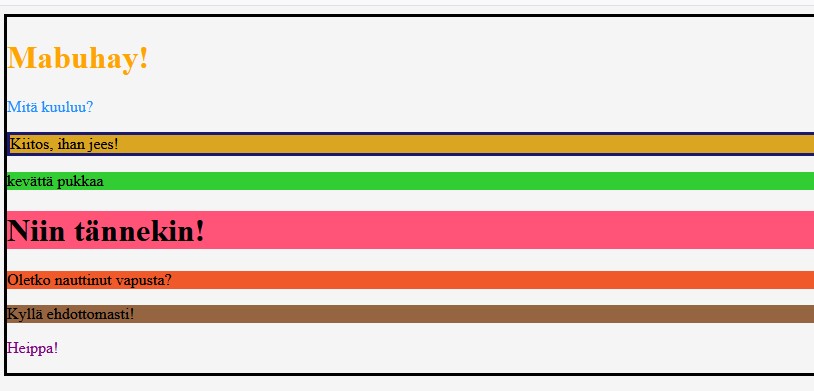 Mabuhay!
Mitä kuuluu?
Kiitos, ihan jees!
kevättä pukkaa
Niin tännekin!
Oletko nauttinut vapusta?
Kyllä ehdottomasti!
Heippa!